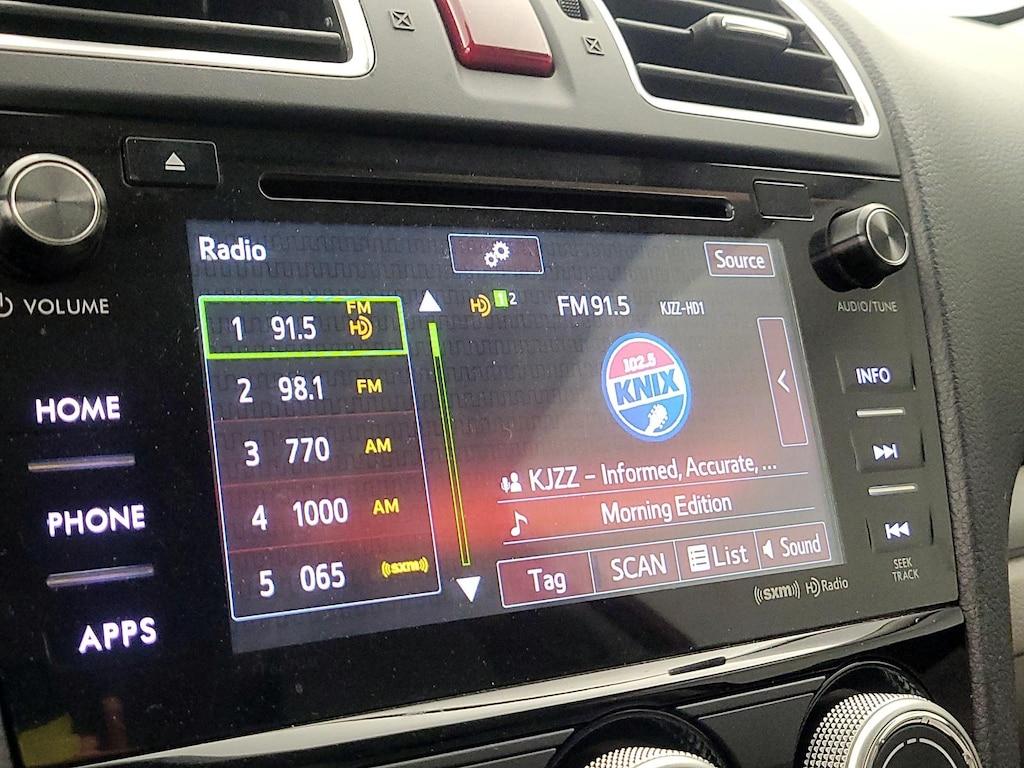 VOLUME
HOME
PHONE
APPS
Radio
Source
1 91.5 FM HD
2 98.1 FM
3 770 AM
4 1000 AM
5 065 ((sxm))
HD 1 2 FM 91.5 KJZZ-HD1
102.5
KNIX
KJZZ – Informed, Accurate, ...
Morning Edition
Tag SCAN List Sound
((sxm)) HD Radio
AUDIO/TUNE
INFO
SEEK
TRACK